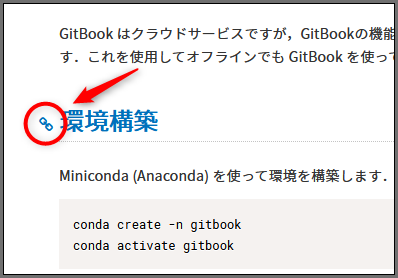 GitBook はクラウドサービスですが，GitBookの機能
す．これを使用してオフラインでも GitBook を使って
環境構築
Miniconda (Anaconda) を使って環境を構築します．
conda create -n gitbook
conda activate gitbook